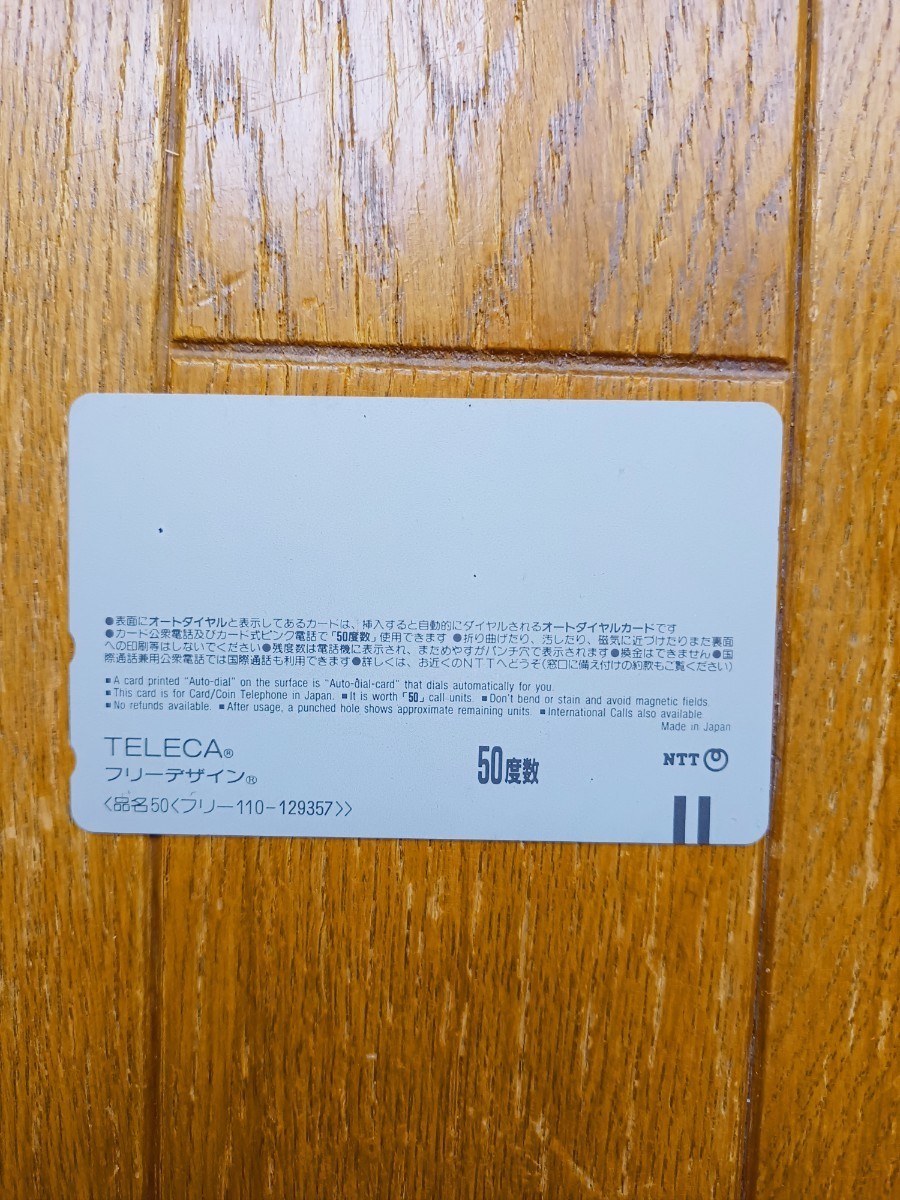 ●表面にオートダイヤルと表示してあるカードは、挿入すると自動的にダイヤルされるオートダイヤルカードです
●カード公衆電話及びカード式ピンク電話で「50度数」使用できます ●折り曲げたり、汚したり、磁気に近づけたりまた裏面
への印刷等はしないでください●残度数は電話機に表示され、まためやすがパンチ穴で表示されます●換金はできません●国
際通話兼用公衆電話では国際通話も利用できます●詳しくは、お近くのNTTへどうぞ(窓口に備え付けの約款もご覧ください)
■A card printed "Auto-dial" on the surface is "Auto-dial-card" that dials automatically for you.
■This card is for Card/Coin Telephone in Japan. ■It is worth「50」call units. ■Don't bend or stain and avoid magnetic fields.
■No refunds available. ■After usage, a punched hole shows approximate remaining units. ■International Calls also available.
Made in Japan
TELECA®
フリーデザイン®
〈品名50〈フリー110-129357〉〉
50度数
NTT